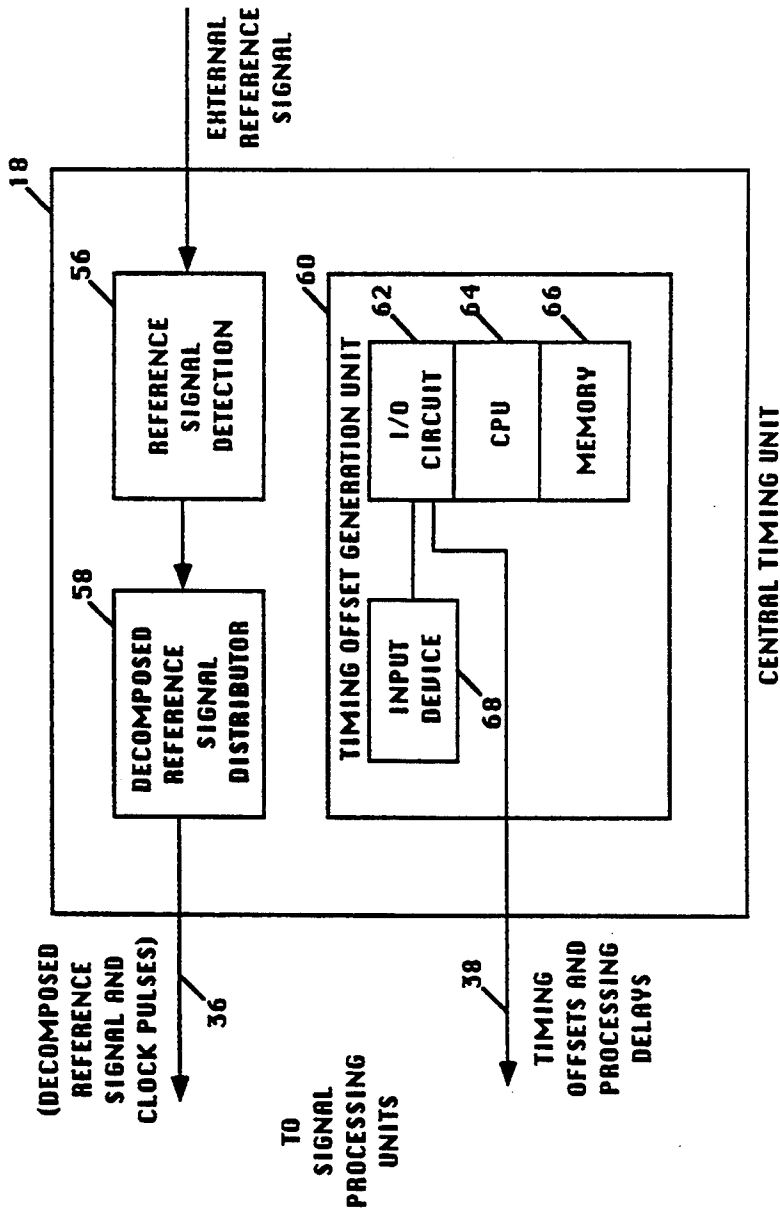 18
EXTERNAL
REFERENCE
SIGNAL
56
REFERENCE
SIGNAL
DETECTION
58
DECOMPOSED
REFERENCE
SIGNAL
DISTRIBUTOR
(DECOMPOSED
REFERENCE
SIGNAL AND
CLOCK PULSES)
36
TO
SIGNAL
PROCESSING
UNITS
60
TIMING OFFSET GENERATION UNIT
62
I/O
CIRCUIT
64
CPU
66
MEMORY
INPUT
DEVICE
68
38
TIMING
OFFSETS AND
PROCESSING
DELAYS
CENTRAL TIMING UNIT